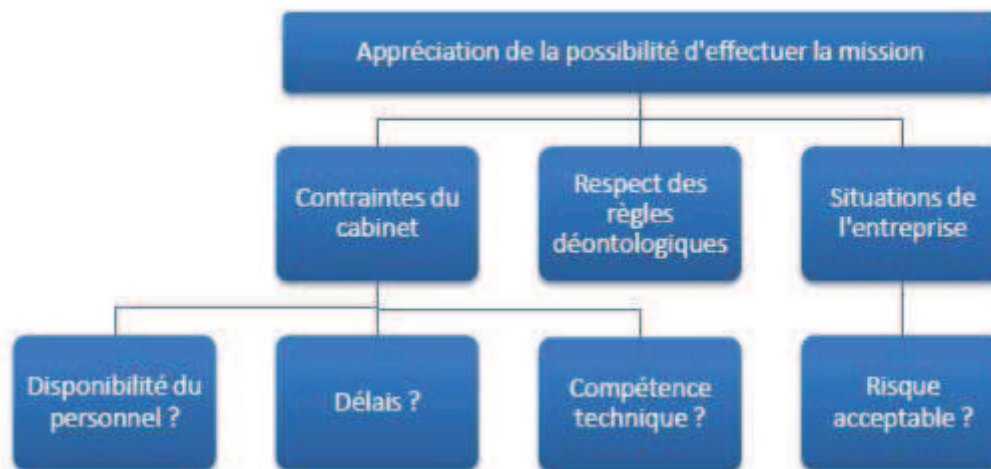 Appréciation de la possibilité d'effectuer la mission
Contraintes du
cabinet
Respect des
règles
déontologiques
Situations de
l'entreprise
Disponibilité du
personnel ?
Délais ?
Compétence
technique ?
Risque
acceptable ?